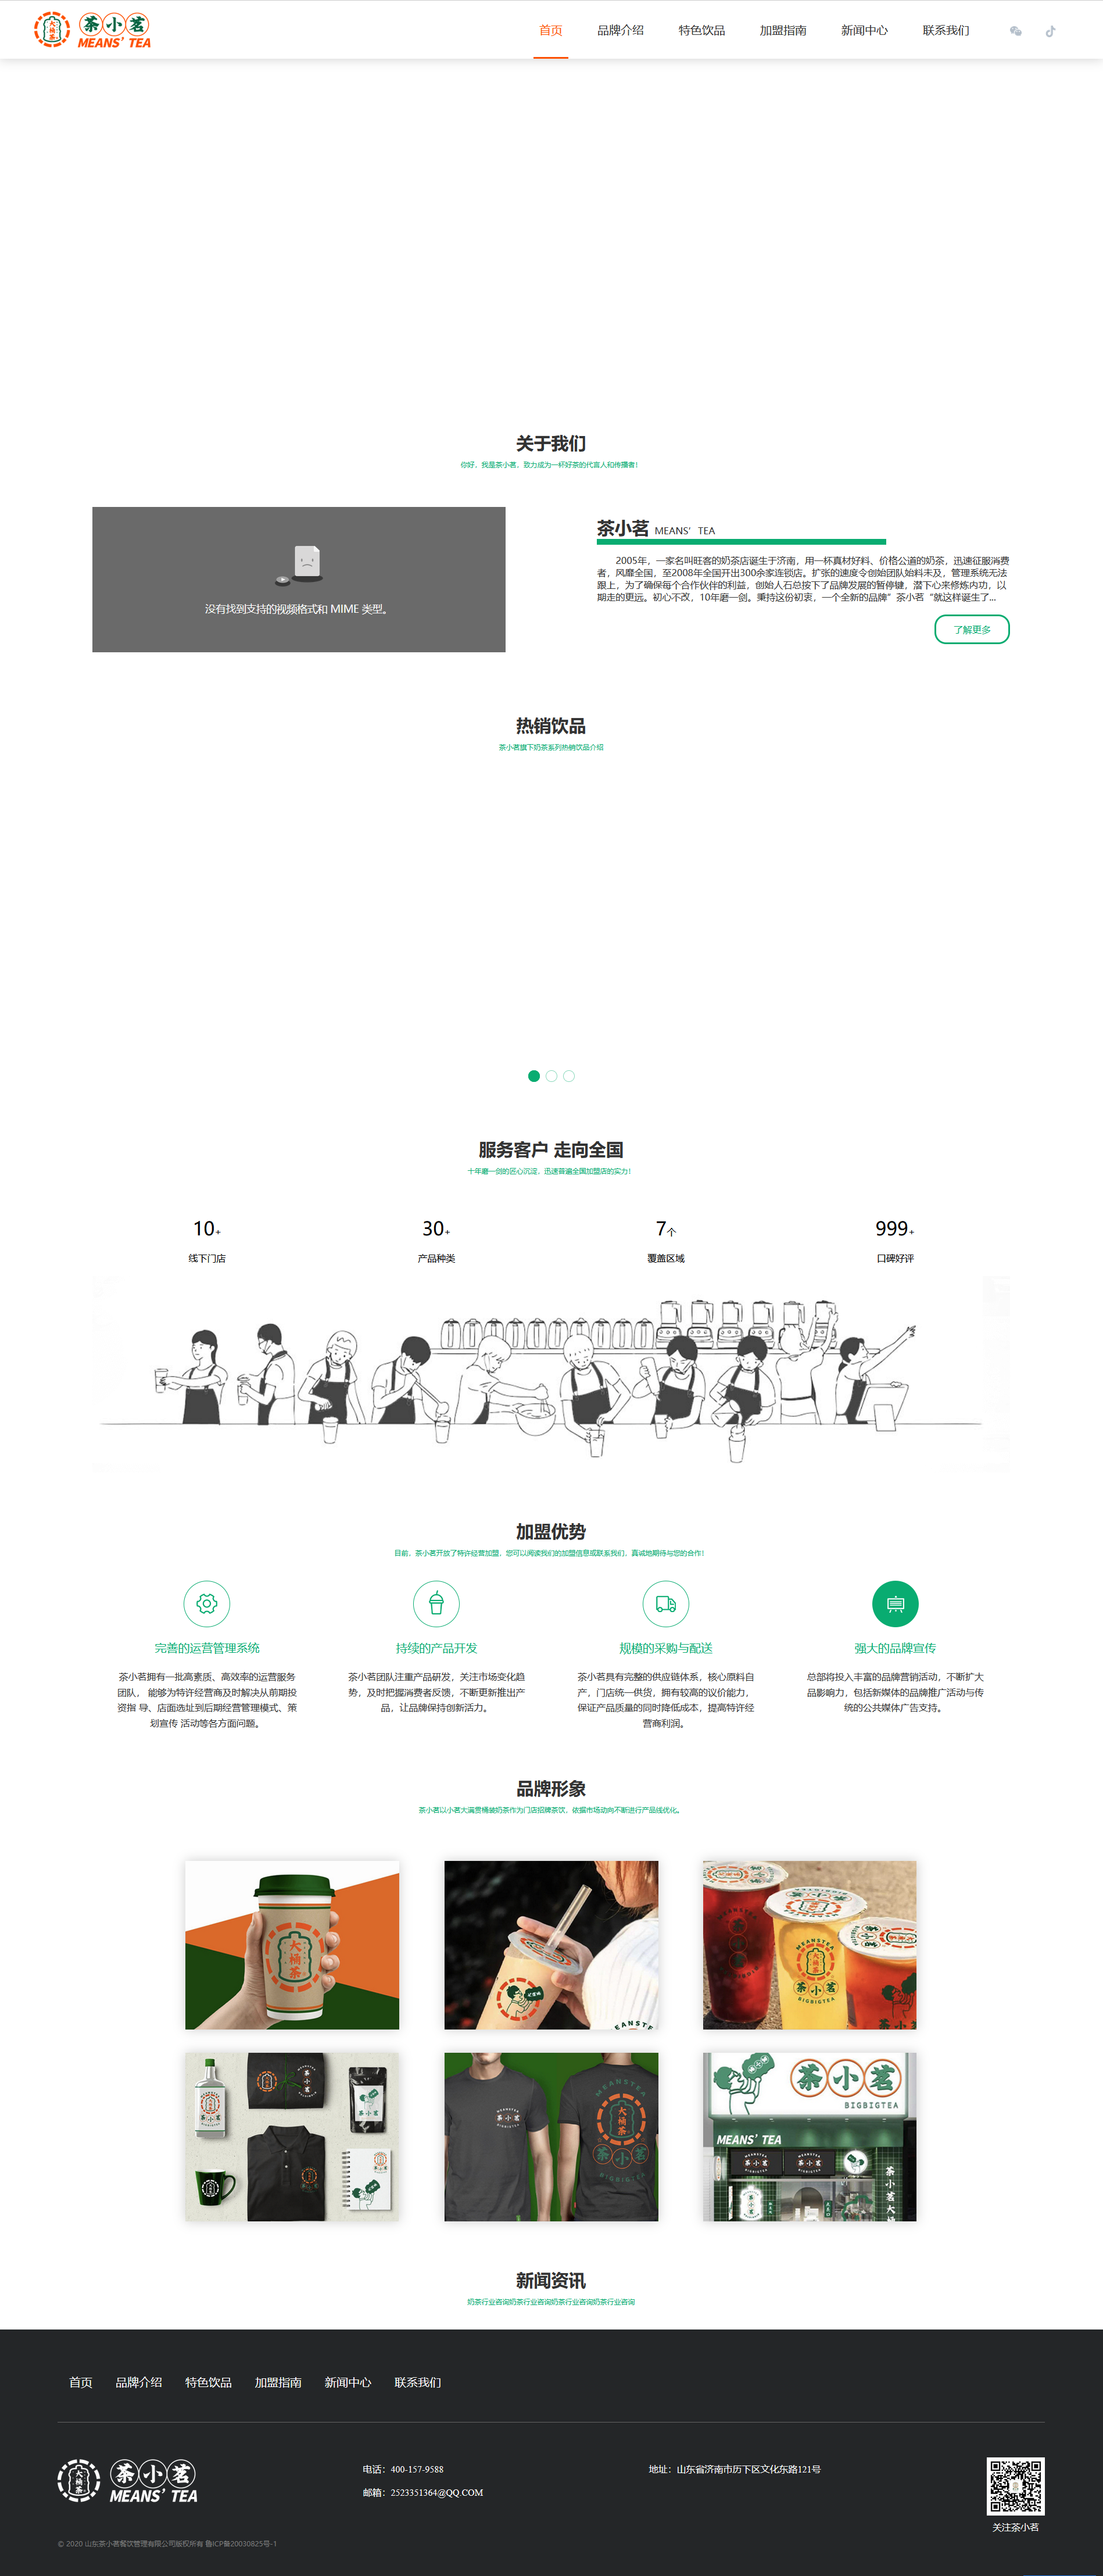 大桶茶 茶小茗
MEANS' TEA
首页 品牌介绍 特色饮品 加盟指南 新闻中心 联系我们
关于我们
你好，我是茶小茗，致力成为一杯好茶的代言人和传播者！
没有找到支持的视频格式和 MIME 类型。
茶小茗 MEANS' TEA
2005年，一家名叫旺客的奶茶店诞生于济南，用一杯真材好料、价格公道的奶茶，迅速征服消费
者，风靡全国，至2008年全国开出300余家连锁店。扩张的速度令创始团队始料未及，管理系统无法
跟上，为了确保每个合作伙伴的利益，创始人石总按下了品牌发展的暂停键，潜下心来修炼内功，以
期走的更远。初心不改，10年磨一剑。秉持这份初衷，一个全新的品牌”茶小茗“就这样诞生了...
了解更多
热销饮品
茶小茗旗下奶茶系列热销饮品介绍
服务客户 走向全国
十年磨一剑的匠心沉淀，迅速普遍全国加盟店的实力！
10+ 30+ 7个 999+
线下门店 产品种类 覆盖区域 口碑好评
加盟优势
目前，茶小茗开放了特许经营加盟，您可以阅读我们的加盟信息或联系我们，真诚地期待与您的合作！
完善的运营管理系统
茶小茗拥有一批高素质、高效率的运营服务
团队， 能够为特许经营商及时解决从前期投
资指 导、店面选址到后期经营管理模式、策
划宣传 活动等各方面问题。
持续的产品开发
茶小茗团队注重产品研发，关注市场变化趋
势，及时把握消费者反馈，不断更新推出产
品，让品牌保持创新活力。
规模的采购与配送
茶小茗具有完整的供应链体系，核心原料自
产，门店统一供货，拥有较高的议价能力，
保证产品质量的同时降低成本，提高特许经
营商利润。
强大的品牌宣传
总部将投入丰富的品牌营销活动，不断扩大
品影响力，包括新媒体的品牌推广活动与传
统的公共媒体广告支持。
品牌形象
茶小茗以小茗大满贯桶装奶茶作为门店招牌茶饮，依据市场动向不断进行产品线优化。
大桶茶
MEANSTEA
茶小茗
BIGBIGTEA
MEANSTEA
大桶茶
茶小茗
BIGBIGTEA
茶小茗
BIGBIGTEA
MEANS' TEA
茶小茗大桶
新闻资讯
奶茶行业咨询奶茶行业咨询奶茶行业咨询奶茶行业咨询
首页 品牌介绍 特色饮品 加盟指南 新闻中心 联系我们
大桶茶 茶小茗
MEANS' TEA
电话：400-157-9588
邮箱：2523351364@QQ.COM
地址：山东省济南市历下区文化东路121号
关注茶小茗
© 2020 山东茶小茗餐饮管理有限公司版权所有 鲁ICP备20030825号-1